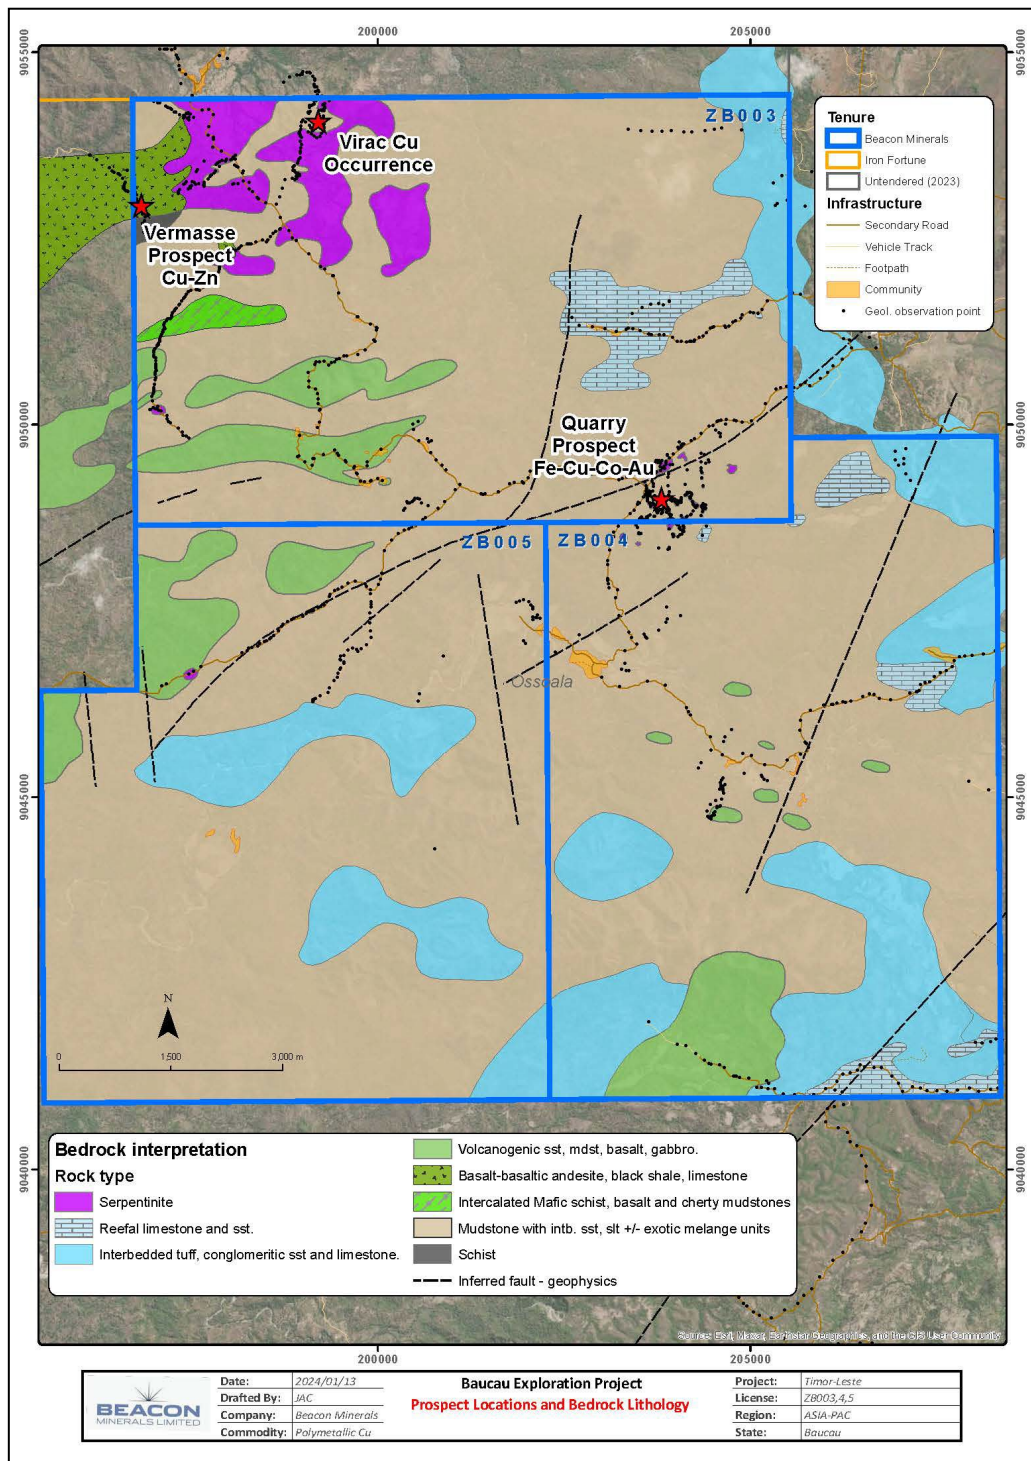 200000
205000
9055000
9055000
ZB003
Virac Cu
Occurrence
Vermasse
Prospect
Cu-Zn
Tenure
Beacon Minerals
Iron Fortune
Untendered (2023)
Infrastructure
Secondary Road
Vehicle Track
Footpath
Community
Geol. observation point
9050000
9050000
Quarry
Prospect
Fe-Cu-Co-Au
ZB005
ZB004
Ossoala
9045000
9045000
N
0
1,500
3,000 m
9040000
9040000
Bedrock interpretation
Rock type
Serpentinite
Reefal limestone and sst.
Interbedded tuff, conglomeritic sst and limestone.
Volcanogenic sst, mdst, basalt, gabbro.
Basalt-basaltic andesite, black shale, limestone
Intercalated Mafic schist, basalt and cherty mudstones
Mudstone with intb. sst, slt +/- exotic melange units
Schist
Inferred fault - geophysics
Source: Esri, Maxar, Earthstar Geographics, and the GIS User Community
200000
205000
BEACON
MINERALS LIMITED
Date: 2024/01/13
Drafted By: JAC
Company: Beacon Minerals
Commodity: Polymetallic Cu
Baucau Exploration Project
Prospect Locations and Bedrock Lithology
Project: Timor-Leste
License: ZB003,4,5
Region: ASIA-PAC
State: Baucau